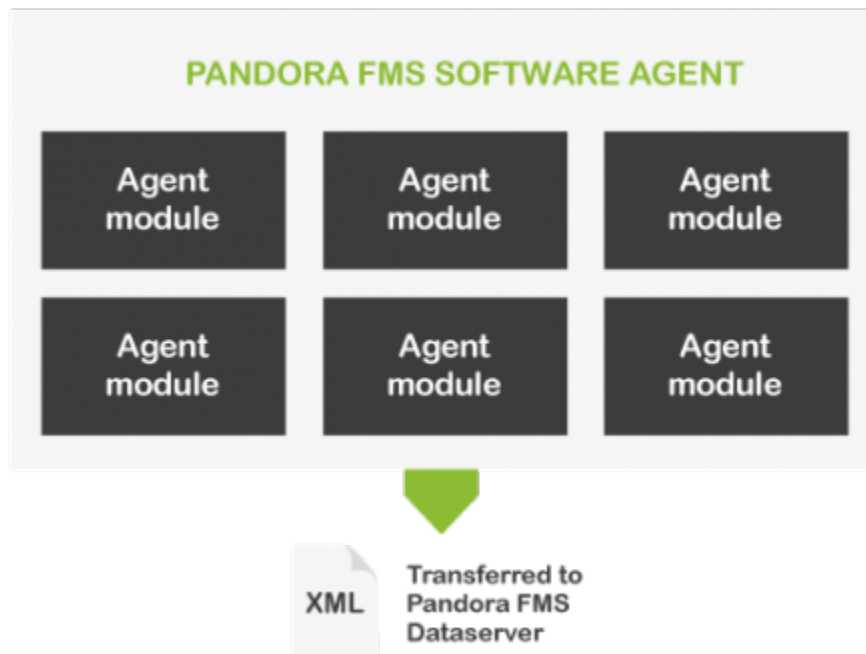 PANDORA FMS SOFTWARE AGENT
Agent
module
Agent
module
Agent
module
Agent
module
Agent
module
Agent
module
XML
Transferred to
Pandora FMS
Dataserver